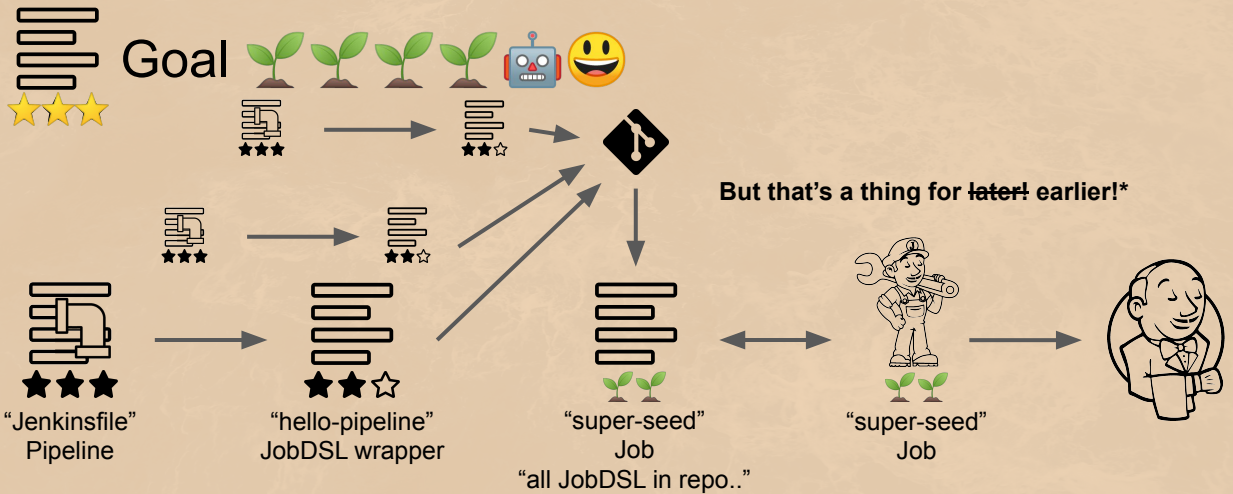 Goal
But that's a thing for later! earlier!*
"Jenkinsfile"
Pipeline
"hello-pipeline"
JobDSL wrapper
"super-seed"
Job
"all JobDSL in repo.."
"super-seed"
Job